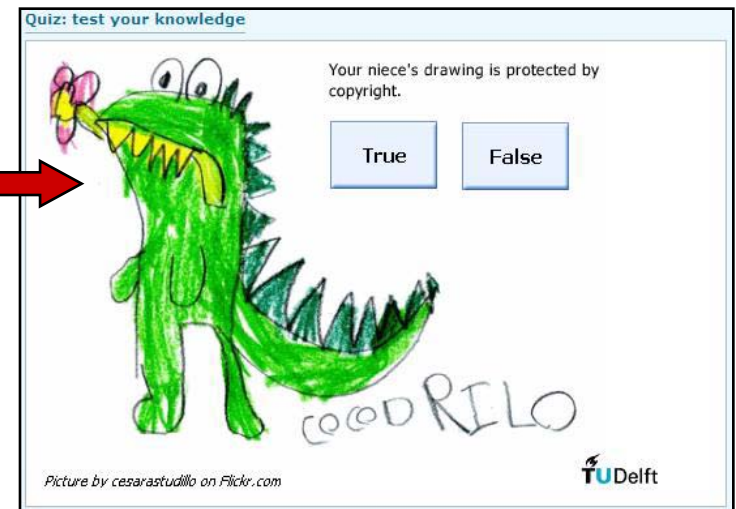 Quiz: test your knowledge
Your niece's drawing is protected by
copyright.
True
False
COCODRILO
Picture by cesarastudillo on Flickr.com
TUDelft